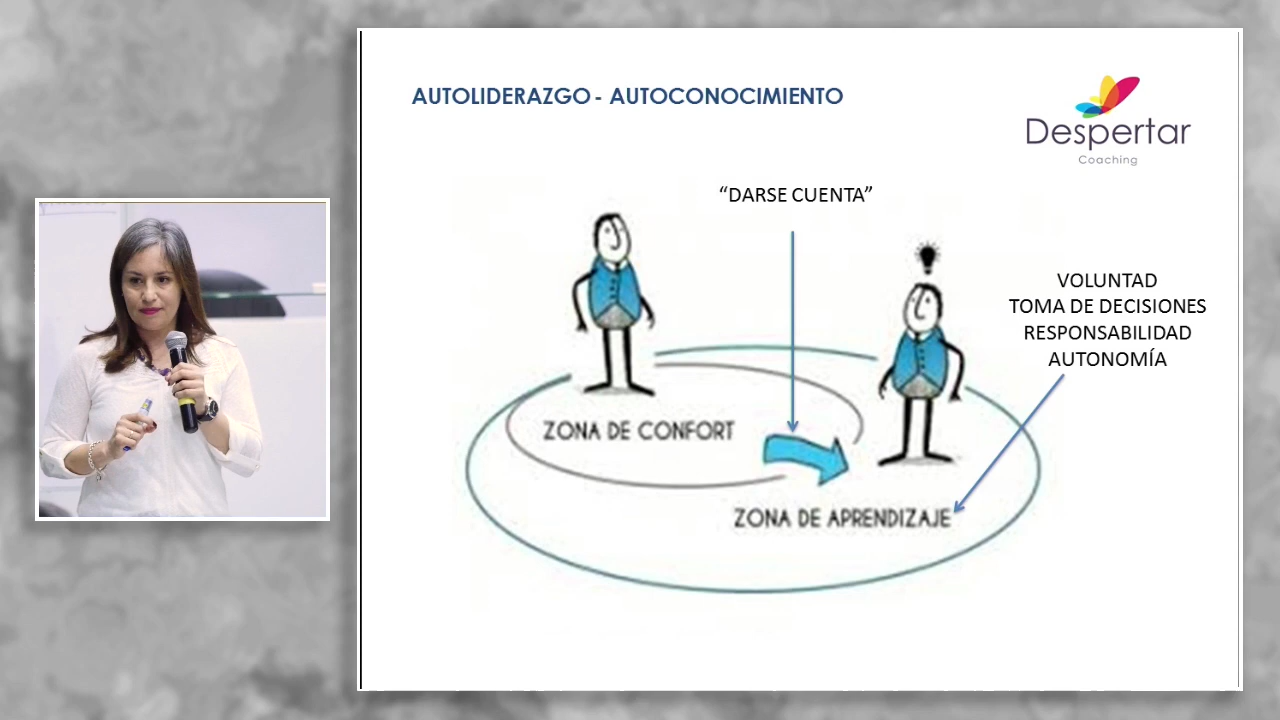 AUTOLIDERAZGO - AUTOCONOCIMIENTO
Despertar
Coaching
“DARSE CUENTA”
VOLUNTAD
TOMA DE DECISIONES
RESPONSABILIDAD
AUTONOMÍA
ZONA DE CONFORT
ZONA DE APRENDIZAJE